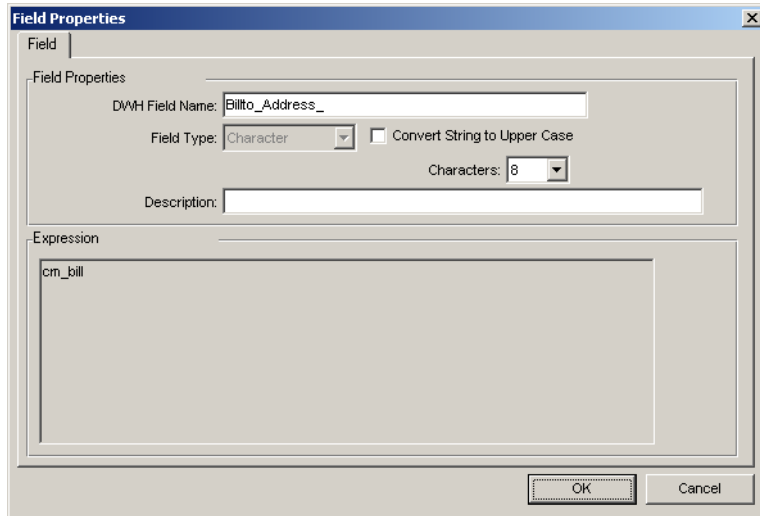 Field Properties
Field
Field Properties
DWH Field Name: Billto_Address_
Field Type: Character Convert String to Upper Case
Characters: 8
Description:
Expression
cm_bill
OK Cancel